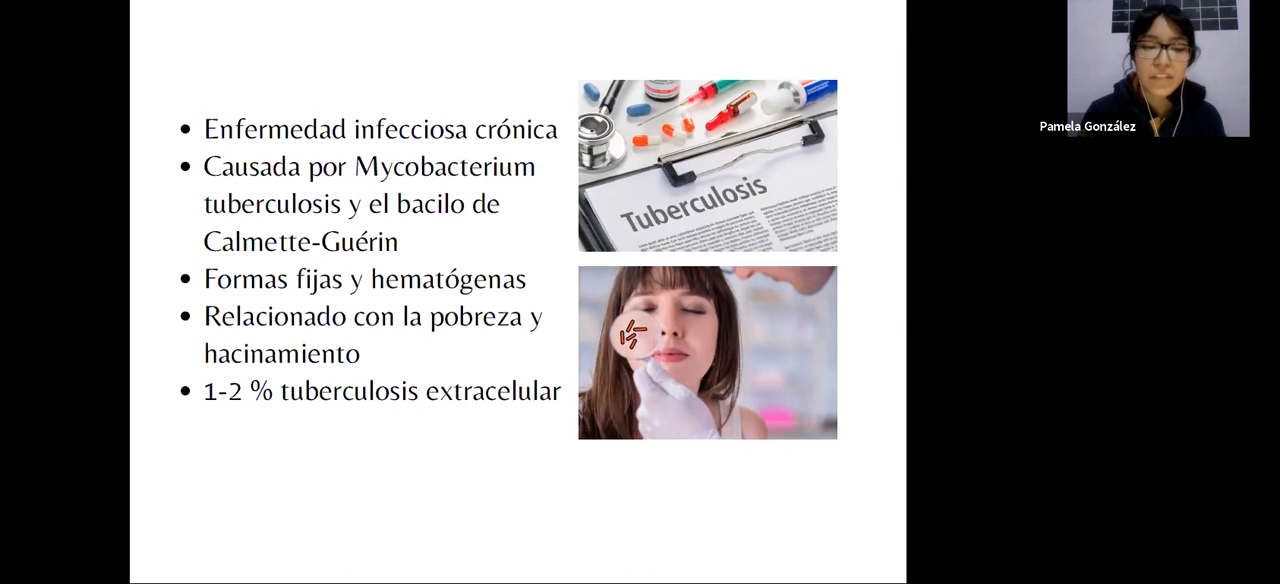 • Enfermedad infecciosa crónica
• Causada por Mycobacterium
tuberculosis y el bacilo de
Calmette-Guérin
• Formas fijas y hematógenas
• Relacionado con la pobreza y
hacinamiento
• 1-2 % tuberculosis extracelular
Tuberculosis
Pamela González